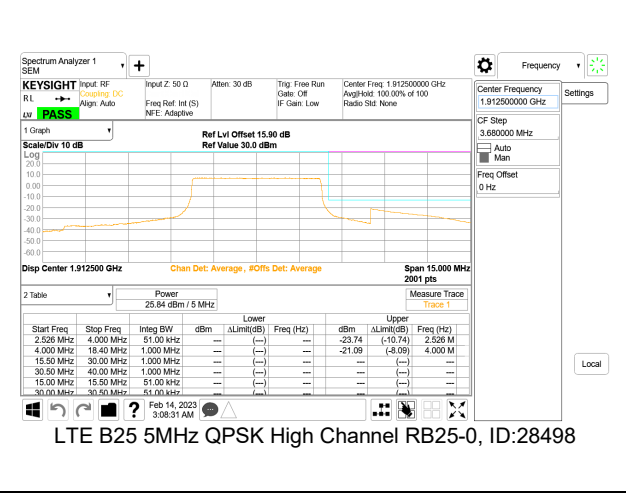 Spectrum Analyzer 1
SEM
Frequency
KEYSIGHT Input: RF Input Z: 50 Ω Atten: 30 dB Trig: Free Run Center Freq: 1.912500000 GHz
R L Coupling: DC Gate: Off Avg|Hold: 100.00% of 100
Align: Auto Freq Ref: Int (S) IF Gain: Low Radio Std: None
LXI PASS NFE: Adaptive
Center Frequency
1.912500000 GHz
Settings
CF Step
3.680000 MHz
Auto
Man
Freq Offset
0 Hz
1 Graph
Ref Lvl Offset 15.90 dB
Scale/Div 10 dB Ref Value 30.0 dBm
Log
20.0
10.0
0.00
-10.0
-20.0
-30.0
-40.0
-50.0
-60.0
Disp Center 1.912500 GHz Chan Det: Average , #Offs Det: Average Span 15.000 MHz
2001 pts
2 Table Power Measure Trace
25.84 dBm / 5 MHz Trace 1
Lower Upper
Start Freq Stop Freq Integ BW dBm ΔLimit(dB) Freq (Hz) dBm ΔLimit(dB) Freq (Hz)
2.526 MHz 4.000 MHz 51.00 kHz --- (---) --- -23.74 (-10.74) 2.526 M
4.000 MHz 18.40 MHz 1.000 MHz --- (---) --- -21.09 (-8.09) 4.000 M
15.50 MHz 30.00 MHz 1.000 MHz --- (---) --- --- (---) ---
30.50 MHz 40.00 MHz 1.000 MHz --- (---) --- --- (---) ---
15.00 MHz 15.50 MHz 51.00 kHz --- (---) --- --- (---) ---
30.00 MHz 30.50 MHz 51.00 kHz --- (---) --- --- (---) ---
Local
? Feb 14, 2023
3:08:31 AM
LTE B25 5MHz QPSK High Channel RB25-0, ID:28498